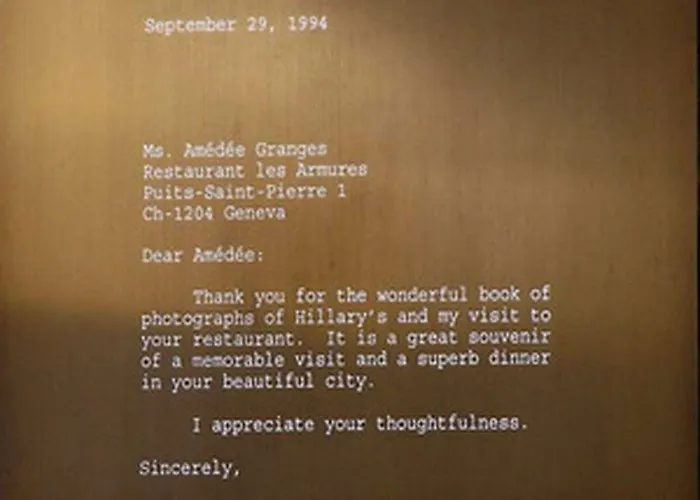 September 29, 1994
Ms. Amédée Granges
Restaurant les Armures
Puits-Saint-Pierre 1
Ch-1204 Geneva
Dear Amédée:
Thank you for the wonderful book of
photographs of Hillary's and my visit to
your restaurant. It is a great souvenir
of a memorable visit and a superb dinner
in your beautiful city.
I appreciate your thoughtfulness.
Sincerely,